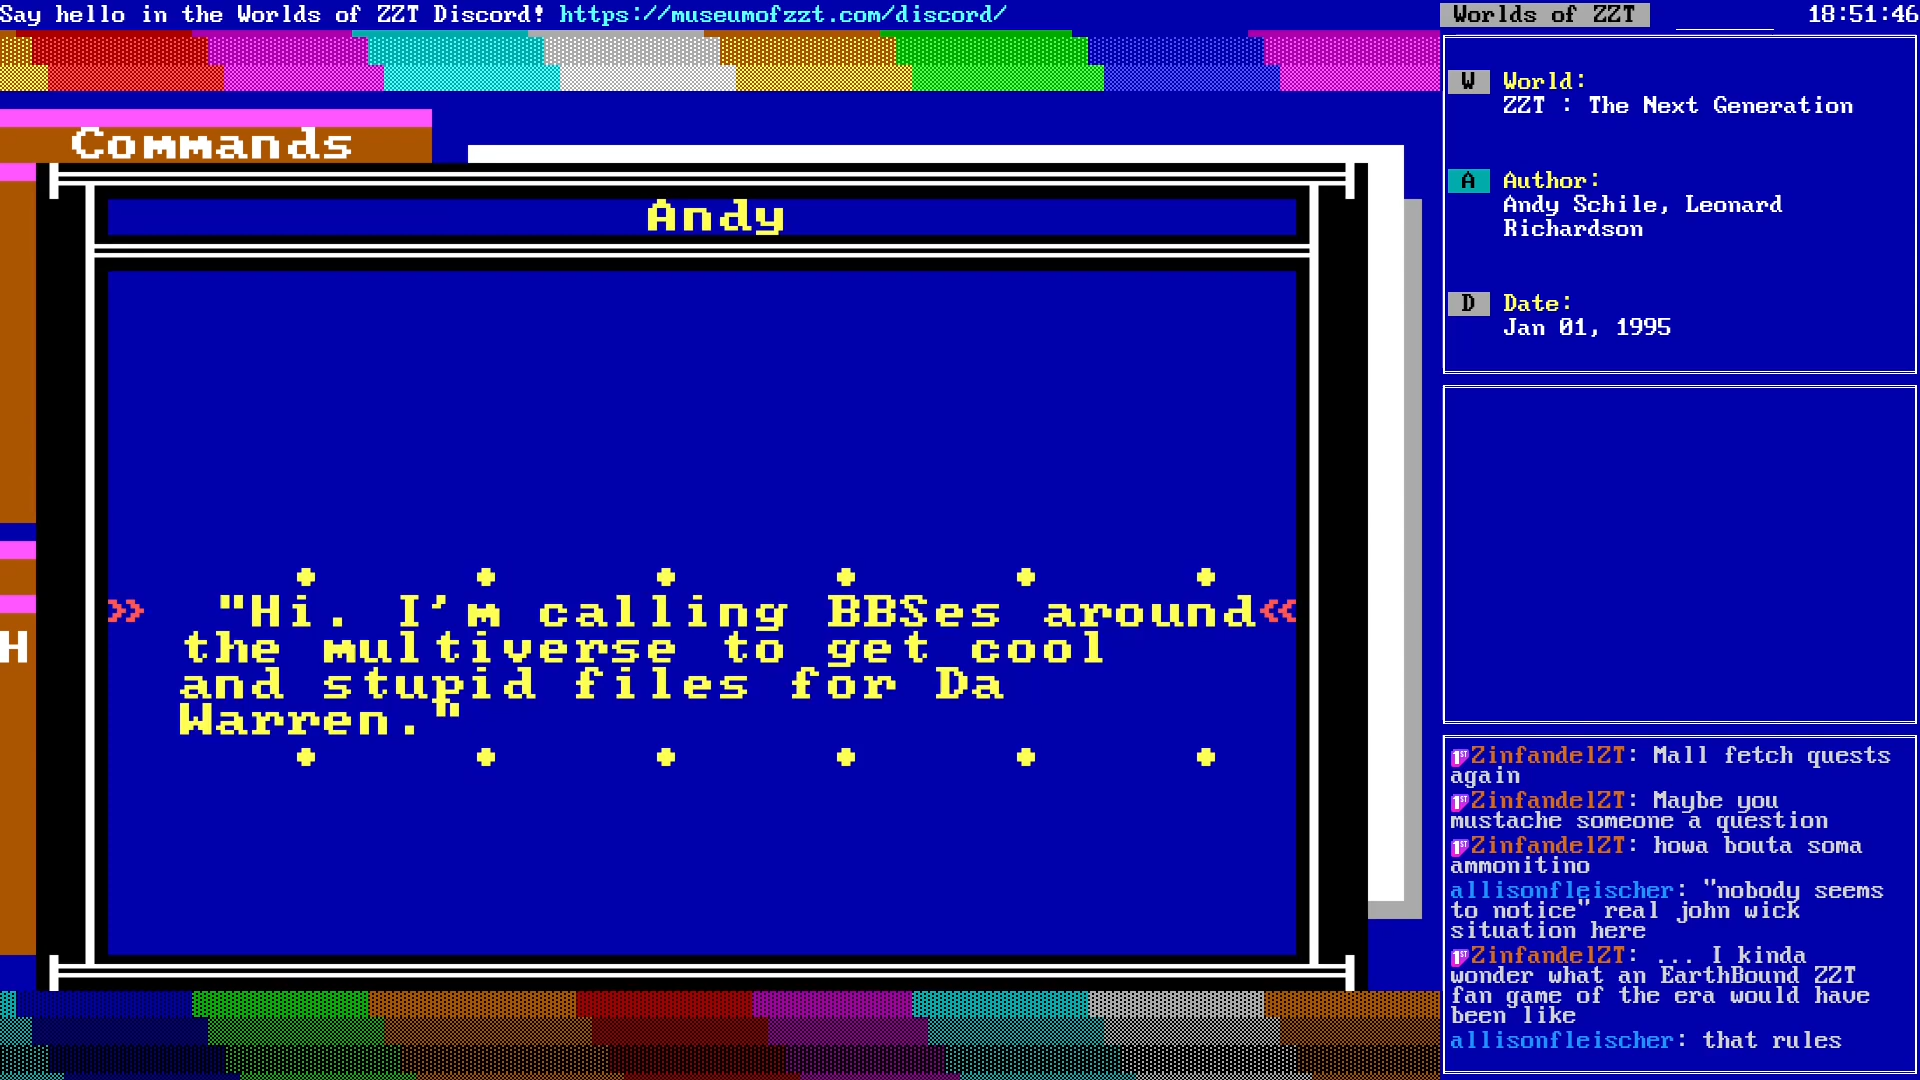 Say hello in the Worlds of ZZT Discord! https://museumofzzt.com/discord/
Worlds of ZZT
18:51:46
Commands
H
Andy
» "Hi. I'm calling BBSes around«
the multiverse to get cool
and stupid files for Da
Warren."
W World:
ZZT : The Next Generation
A Author:
Andy Schile, Leonard
Richardson
D Date:
Jan 01, 1995
1ST ZinfandelZT: Mall fetch quests
again
1ST ZinfandelZT: Maybe you
mustache someone a question
1ST ZinfandelZT: howa bouta soma
ammonitino
allisonfleischer: "nobody seems
to notice" real john wick
situation here
1ST ZinfandelZT: ... I kinda
wonder what an EarthBound ZZT
fan game of the era would have
been like
allisonfleischer: that rules